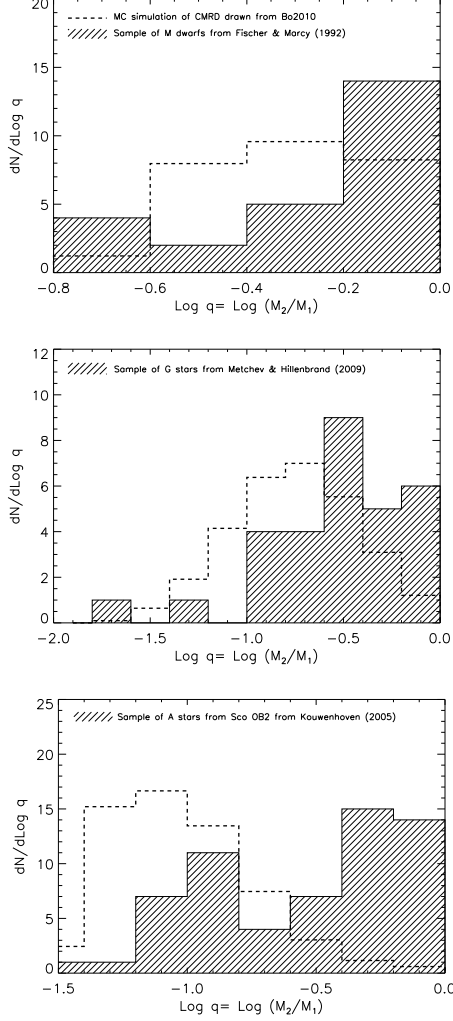 20
MC simulation of CMRD drawn from Bo2010
Sample of M dwarfs from Fischer & Marcy (1992)
15
10
5
0
dN/dLog q
−0.8 −0.6 −0.4 −0.2 0.0
Log q= Log (M2/M1)
12
Sample of G stars from Metchev & Hillenbrand (2009)
10
8
6
4
2
0
dN/dLog q
−2.0 −1.5 −1.0 −0.5 0.0
Log q= Log (M2/M1)
25
Sample of A stars from Sco OB2 from Kouwenhoven (2005)
20
15
10
5
0
dN/dLog q
−1.5 −1.0 −0.5 0.0
Log q= Log (M2/M1)